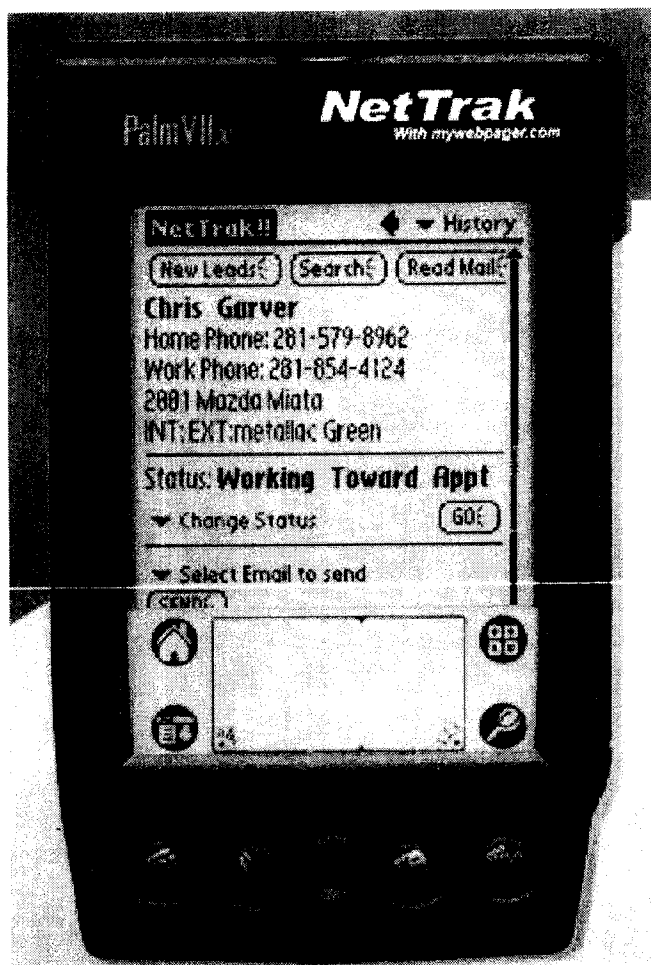 PalmVIIx
NetTrak
With mywebpager.com
NetTrak!!
History
New Leads
Search
Read Mail
Chris Garver
Home Phone: 281-579-8962
Work Phone: 281-854-4124
2001 Mazda Miata
INT: EXT:metallac Green
Status: Working Toward Appt
Change Status
GO
Select Email to send
SEND